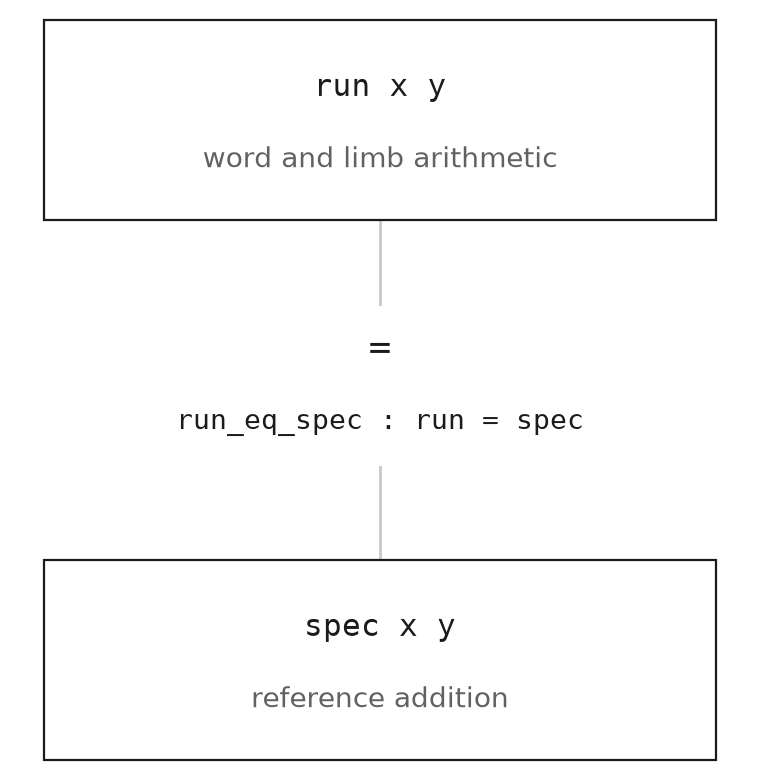 run x y
word and limb arithmetic
=
run_eq_spec : run = spec
spec x y
reference addition